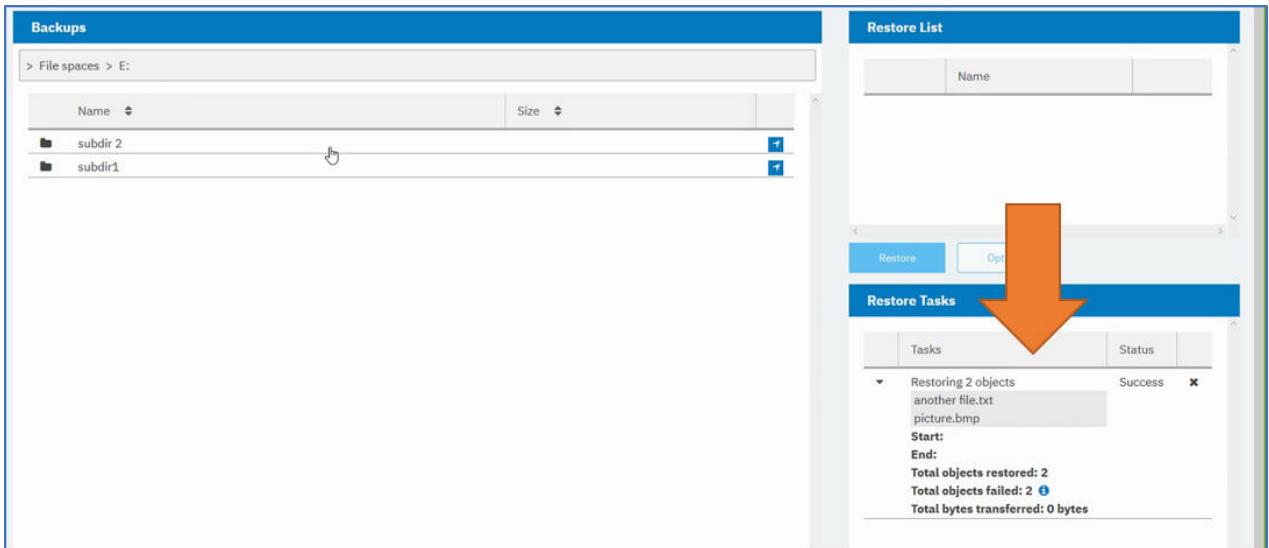 Backups
> File spaces > E:
Name
Size
subdir 2
subdir1
Restore List
Name
Restore
Restore Tasks
Tasks
Status
Restoring 2 objects
Success
another file.txt
picture.bmp
Start:
End:
Total objects restored: 2
Total objects failed: 2
Total bytes transferred: 0 bytes